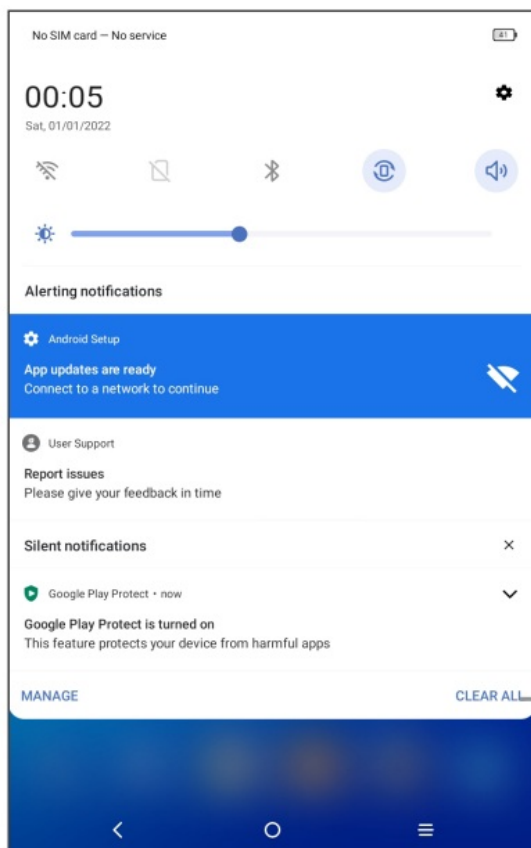 No SIM card — No service
41
00:05
Sat, 01/01/2022
Alerting notifications
Android Setup
App updates are ready
Connect to a network to continue
User Support
Report issues
Please give your feedback in time
Silent notifications
Google Play Protect • now
Google Play Protect is turned on
This feature protects your device from harmful apps
MANAGE
CLEAR ALL